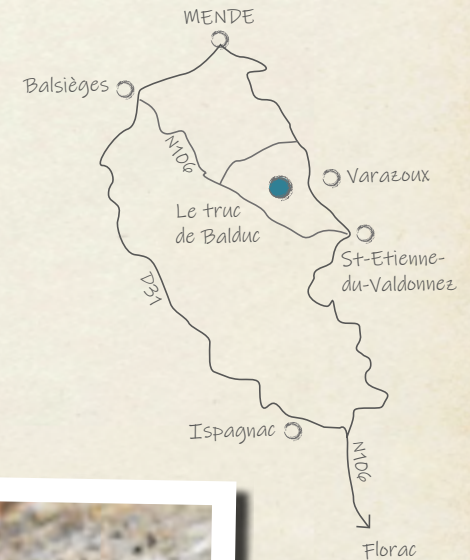 MENDE
Balsièges
N106
Varazoux
Le truc
de Balduc
St-Etienne-
du-Valdonnez
D31
Ispagnac
N106
Florac